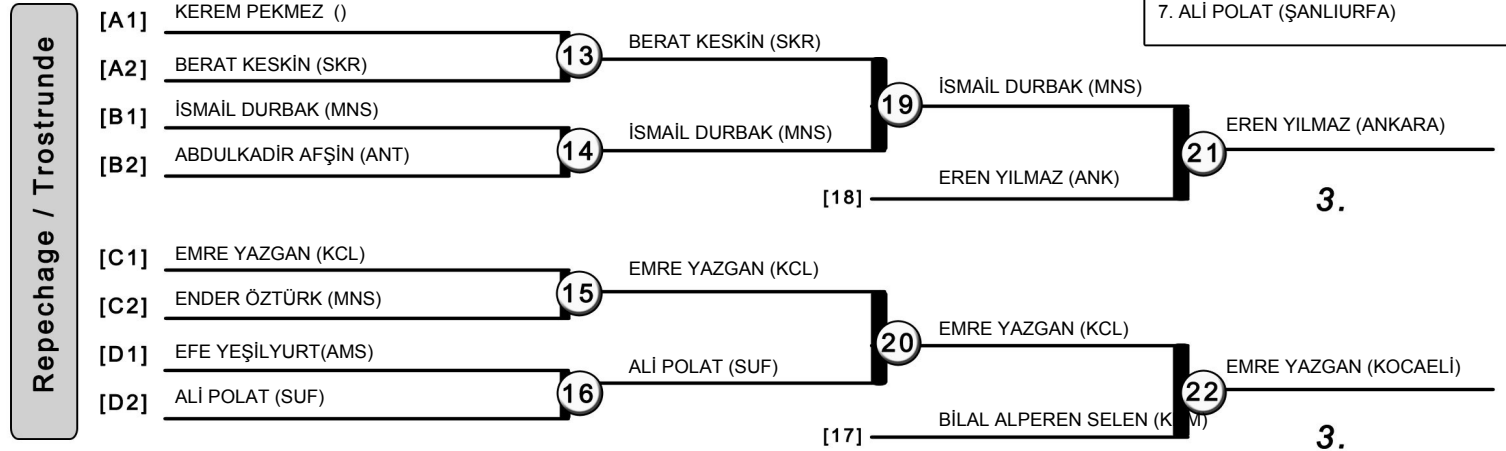 7. ALİ POLAT (ŞANLIURFA)
Repechage / Trostrunde
[A1] KEREM PEKMEZ ()
[A2] BERAT KESKİN (SKR)
13
BERAT KESKİN (SKR)
[B1] İSMAİL DURBAK (MNS)
[B2] ABDULKADİR AFŞİN (ANT)
14
İSMAİL DURBAK (MNS)
19
İSMAİL DURBAK (MNS)
[18] EREN YILMAZ (ANK)
21
EREN YILMAZ (ANKARA)
3.
[C1] EMRE YAZGAN (KCL)
[C2] ENDER ÖZTÜRK (MNS)
15
EMRE YAZGAN (KCL)
[D1] EFE YEŞİLYURT(AMS)
[D2] ALİ POLAT (SUF)
16
ALİ POLAT (SUF)
20
EMRE YAZGAN (KCL)
[17] BİLAL ALPEREN SELEN
22
EMRE YAZGAN (KOCAELİ)
3.